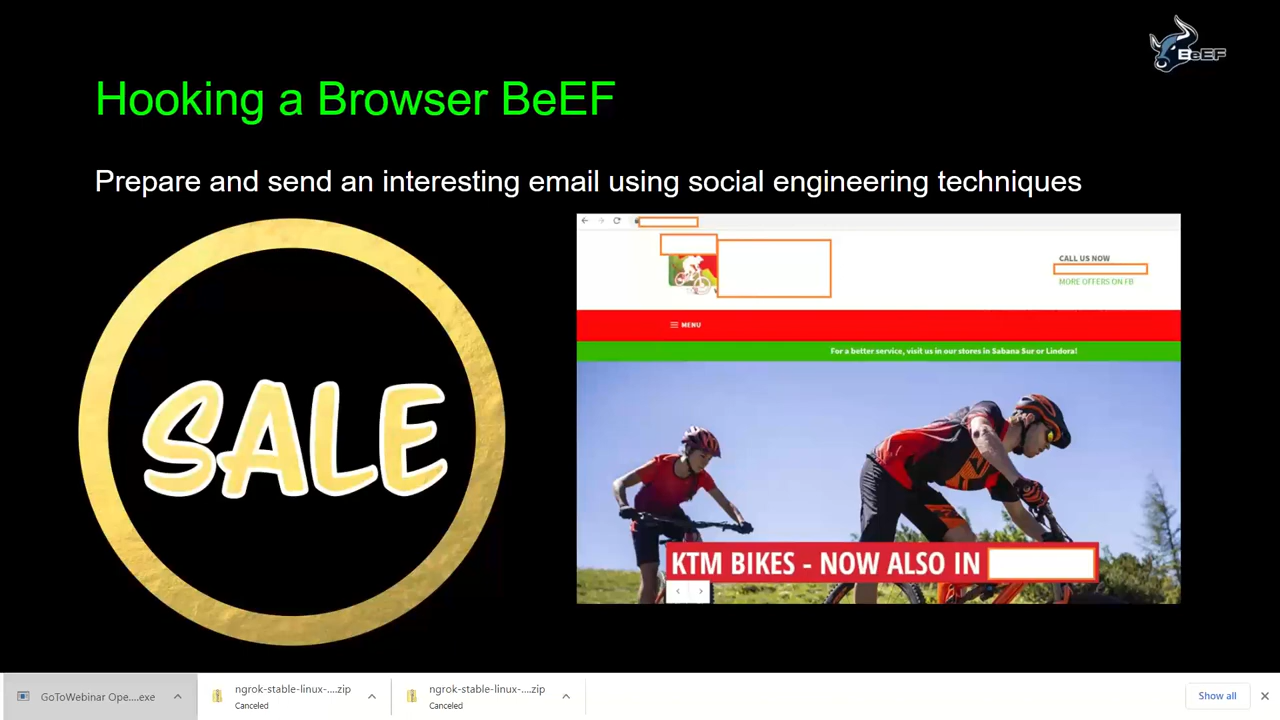 BeEF
Hooking a Browser BeEF
Prepare and send an interesting email using social engineering techniques
SALE
CALL US NOW
MORE OFFERS ON FB
MENU
For a better service, visit us in our stores in Sabana Sur or Lindora!
KTM BIKES - NOW ALSO IN
GoToWebinar Ope....exe
ngrok-stable-linux-....zip
Canceled
ngrok-stable-linux-....zip
Canceled
Show all